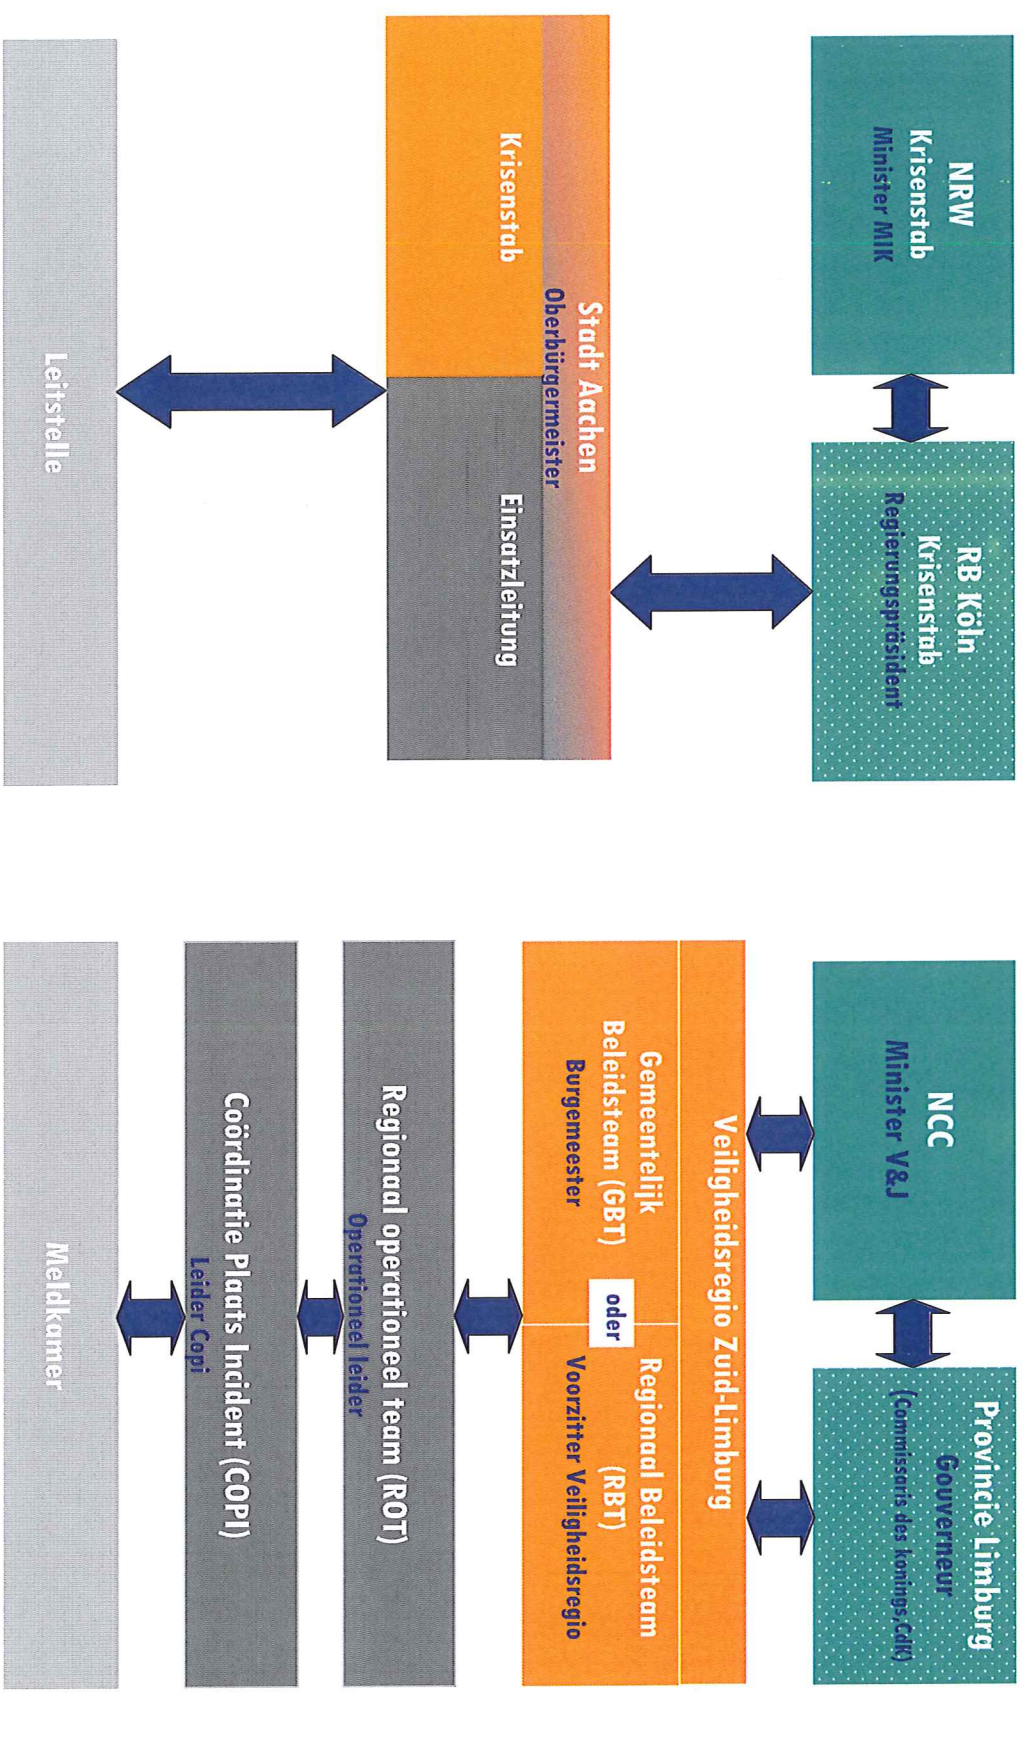 NRW
Krisenstab
Minister MIK
RB Köln
Krisenstab
Regierungspräsident
Stadt Aachen
Oberbürgermeister
Krisenstab
Einsatzleitung
Leitstelle
NCC
Minister V&J
Provincie Limburg
Gouverneur
(Commissaris des konings,CdK)
Veiligheidsregio Zuid-Limburg
Gemeentelijk
Beleidsteam (GBT)
Burgemeester
oder
Regionaal Beleidsteam
(RBT)
Voorzitter Veiligheidsregio
Regionaal operationeel team (ROT)
Operationeel leider
Coördinatie Plaats Incident (COPI)
Leider Copi
Meldkamer